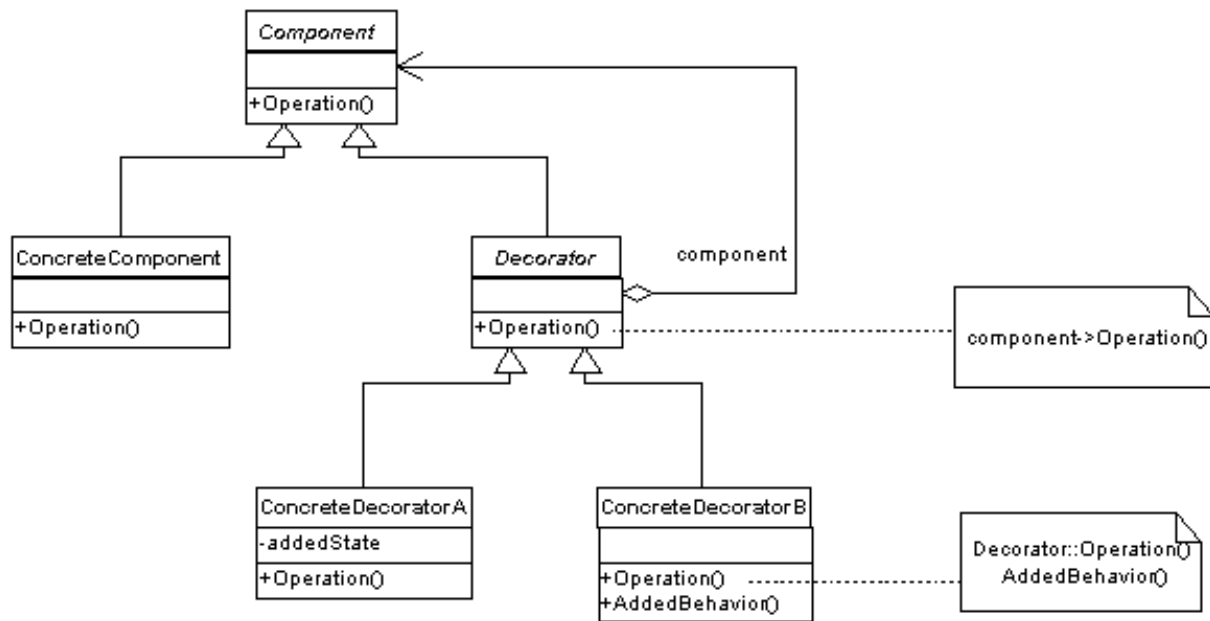 Component
+Operation()
ConcreteComponent
+Operation()
Decorator
+Operation()
component
component->Operation()
ConcreteDecoratorA
-addedState
+Operation()
ConcreteDecoratorB
+Operation()
+AddedBehavior()
Decorator::Operation()
AddedBehavior()